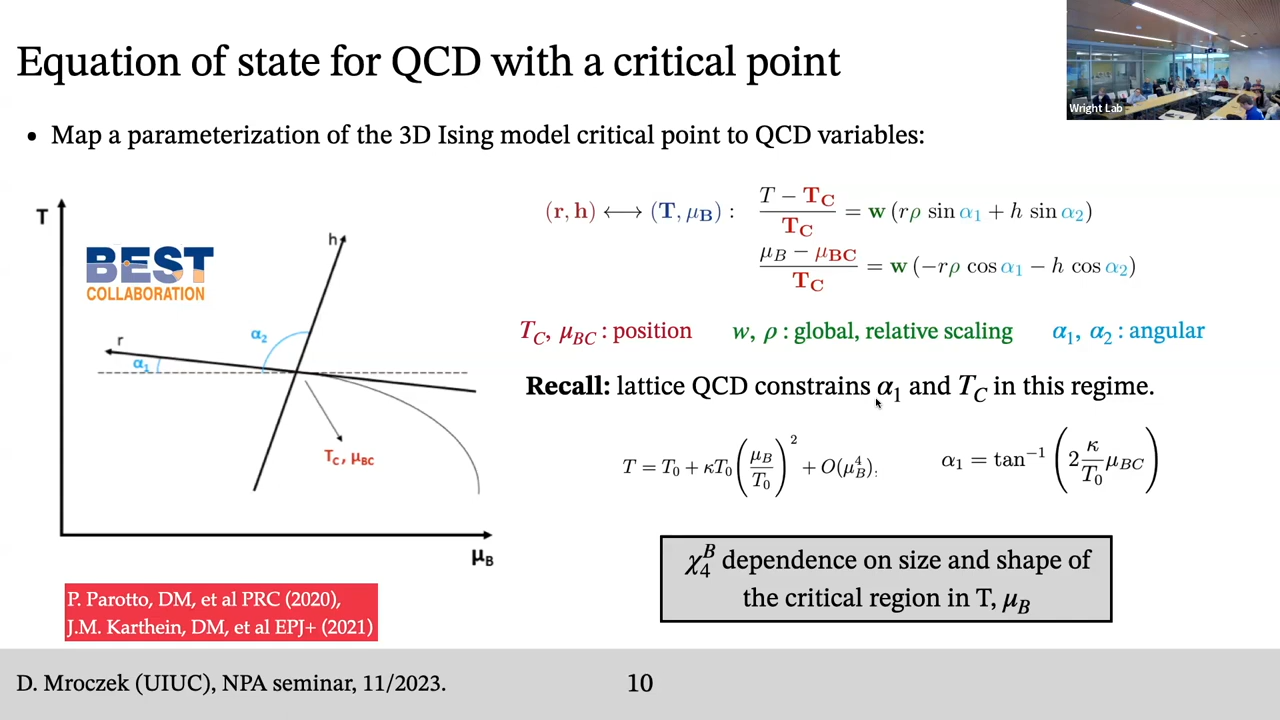 Equation of state for QCD with a critical point
Wright Lab
• Map a parameterization of the 3D Ising model critical point to QCD variables:
T
h
BEST
COLLABORATION
α₂
r
α₁
T_C, μ_BC
μ_B
(r, h) ⟷ (T, μ_B) : (T − T_C)/T_C = w (rρ sin α₁ + h sin α₂)
(μ_B − μ_BC)/T_C = w (−rρ cos α₁ − h cos α₂)
T_C, μ_BC : position w, ρ : global, relative scaling α₁, α₂ : angular
Recall: lattice QCD constrains α₁ and T_C in this regime.
T = T₀ + κT₀(μ_B/T₀)² + O(μ_B⁴). α₁ = tan⁻¹(2 κ/T₀ μ_BC)
χ₄ᴮ dependence on size and shape of
the critical region in T, μ_B
P. Parotto, DM, et al PRC (2020),
J.M. Karthein, DM, et al EPJ+ (2021)
D. Mroczek (UIUC), NPA seminar, 11/2023.
10